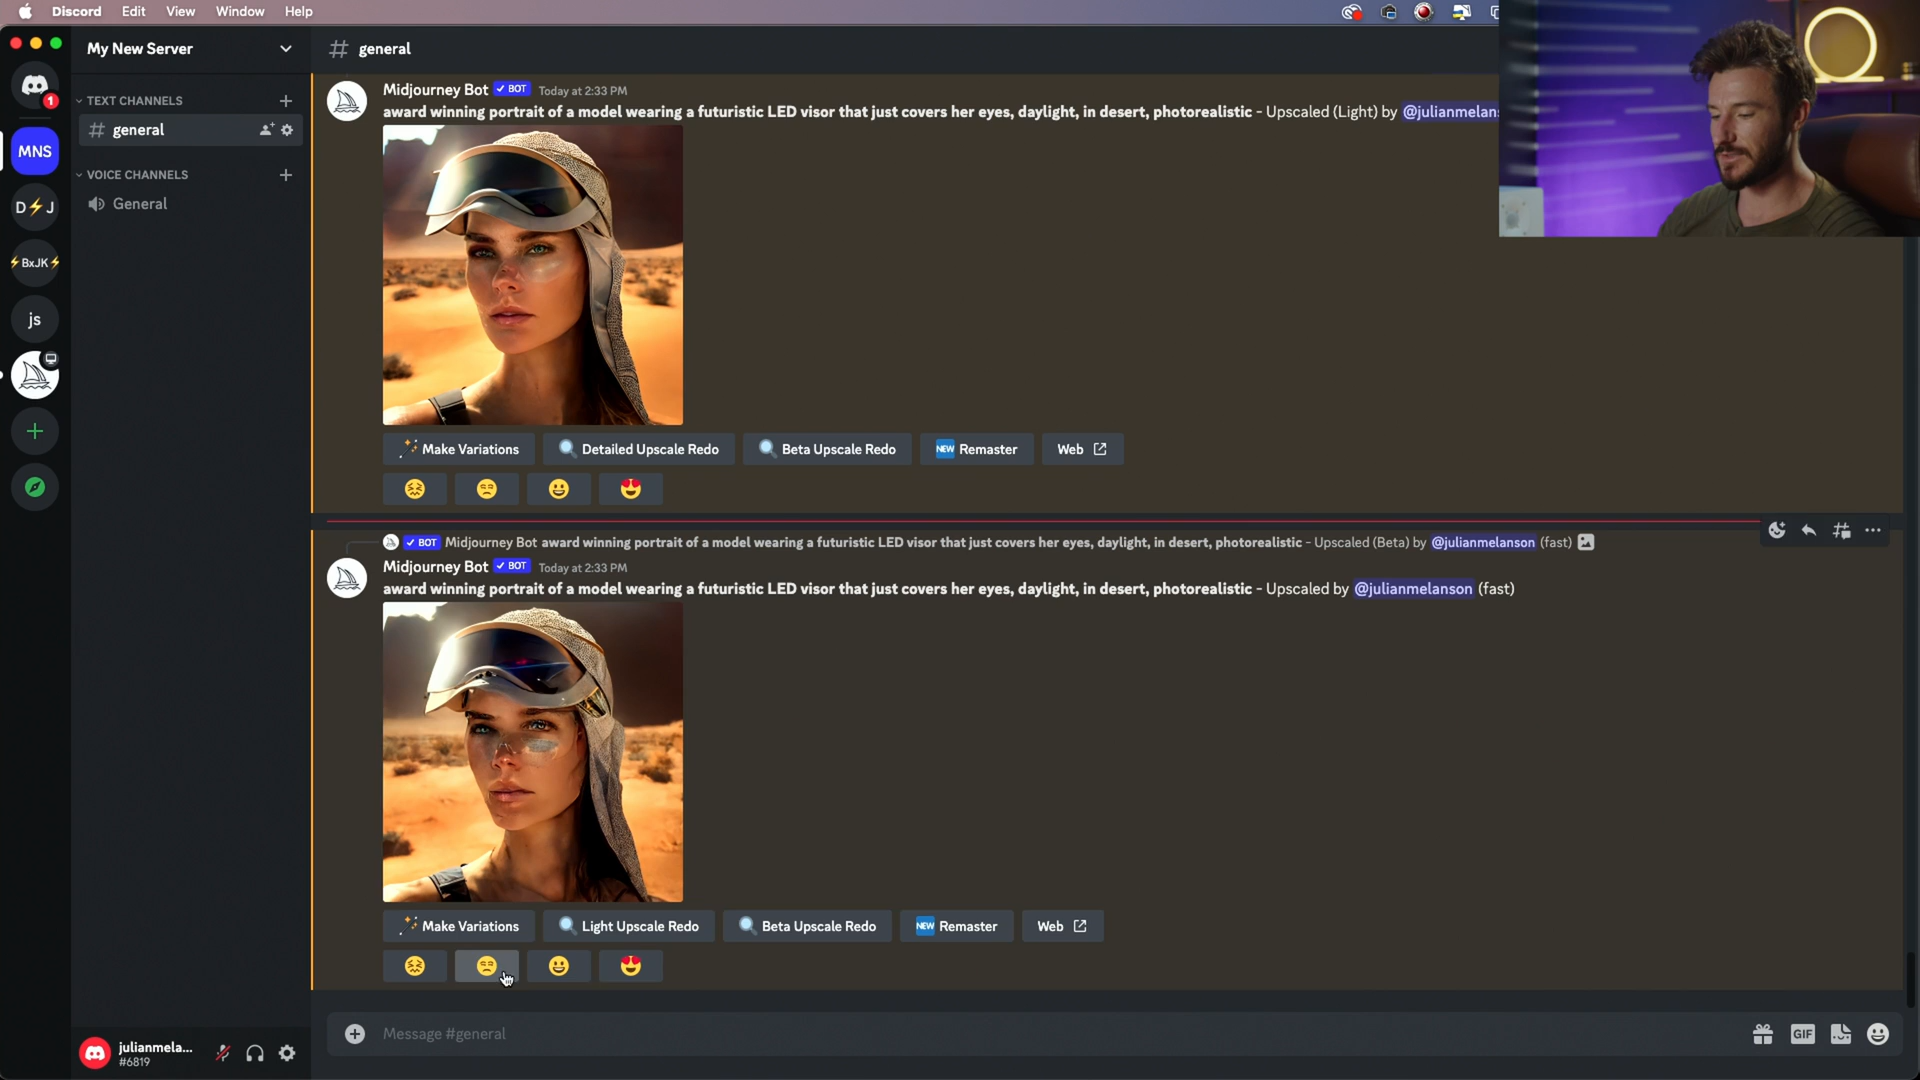 Discord Edit View Window Help
My New Server
# general
1
TEXT CHANNELS
# general
MNS
VOICE CHANNELS
General
D⚡J
⚡BxJK⚡
js
Midjourney Bot ✓ BOT Today at 2:33 PM
award winning portrait of a model wearing a futuristic LED visor that just covers her eyes, daylight, in desert, photorealistic - Upscaled (Light) by @julianmelans
Make Variations Detailed Upscale Redo Beta Upscale Redo NEW Remaster Web
✓ BOT Midjourney Bot award winning portrait of a model wearing a futuristic LED visor that just covers her eyes, daylight, in desert, photorealistic - Upscaled (Beta) by @julianmelanson (fast)
Midjourney Bot ✓ BOT Today at 2:33 PM
award winning portrait of a model wearing a futuristic LED visor that just covers her eyes, daylight, in desert, photorealistic - Upscaled by @julianmelanson (fast)
Make Variations Light Upscale Redo Beta Upscale Redo NEW Remaster Web
Message #general
GIF
julianmela...
#6819